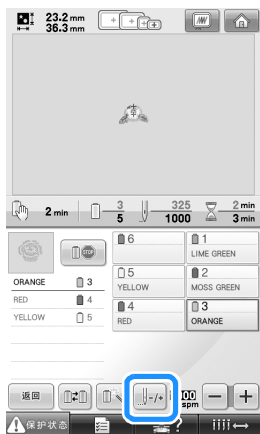 23.2 mm
36.3 mm
2 min
3
5
325
1000
2 min
3 min
6
1
LIME GREEN
ORANGE 3
5
YELLOW
2
MOSS GREEN
RED 4
YELLOW 5
4
RED
3
ORANGE
返回
-/+
00
spm
− +
保护状态
?